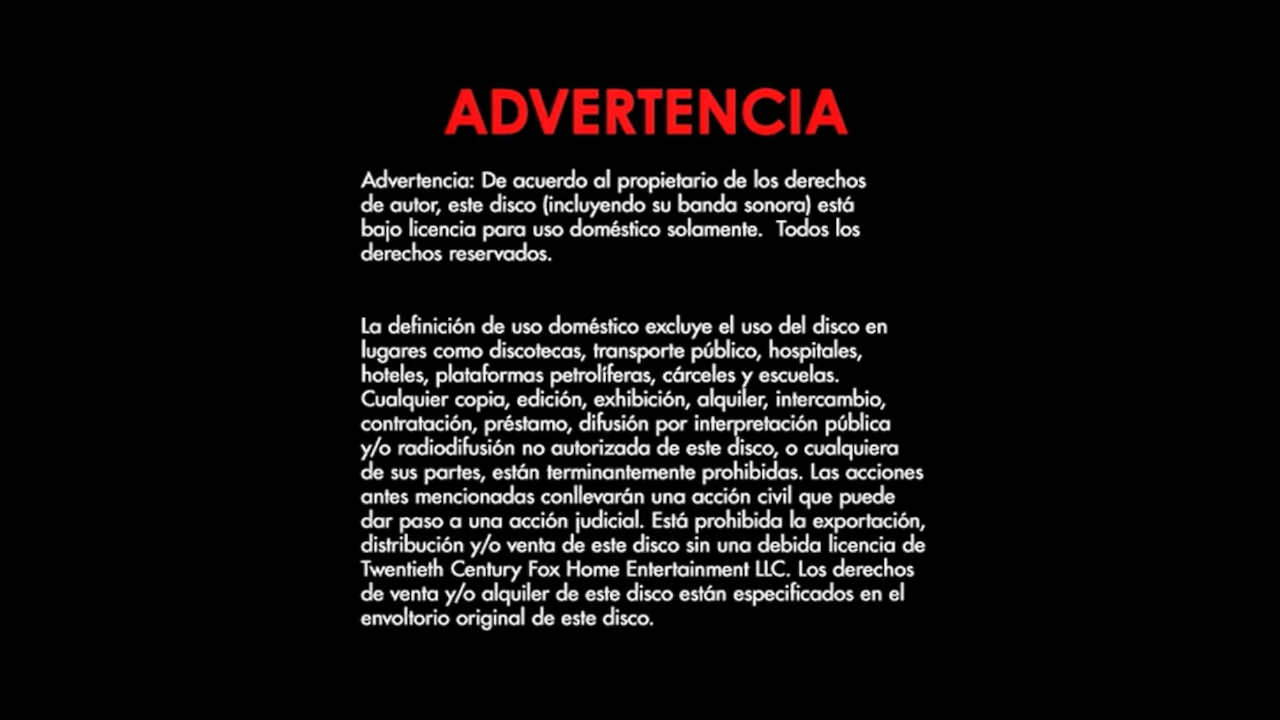 ADVERTENCIA
Advertencia: De acuerdo al propietario de los derechos
de autor, este disco (incluyendo su banda sonora) está
bajo licencia para uso doméstico solamente.  Todos los
derechos reservados.
La definición de uso doméstico excluye el uso del disco en
lugares como discotecas, transporte público, hospitales,
hoteles, plataformas petrolíferas, cárceles y escuelas.
Cualquier copia, edición, exhibición, alquiler, intercambio,
contratación, préstamo, difusión por interpretación pública
y/o radiodifusión no autorizada de este disco, o cualquiera
de sus partes, están terminantemente prohibidas. Las acciones
antes mencionadas conllevarán una acción civil que puede
dar paso a una acción judicial. Está prohibida la exportación,
distribución y/o venta de este disco sin una debida licencia de
Twentieth Century Fox Home Entertainment LLC. Los derechos
de venta y/o alquiler de este disco están especificados en el
envoltorio original de este disco.